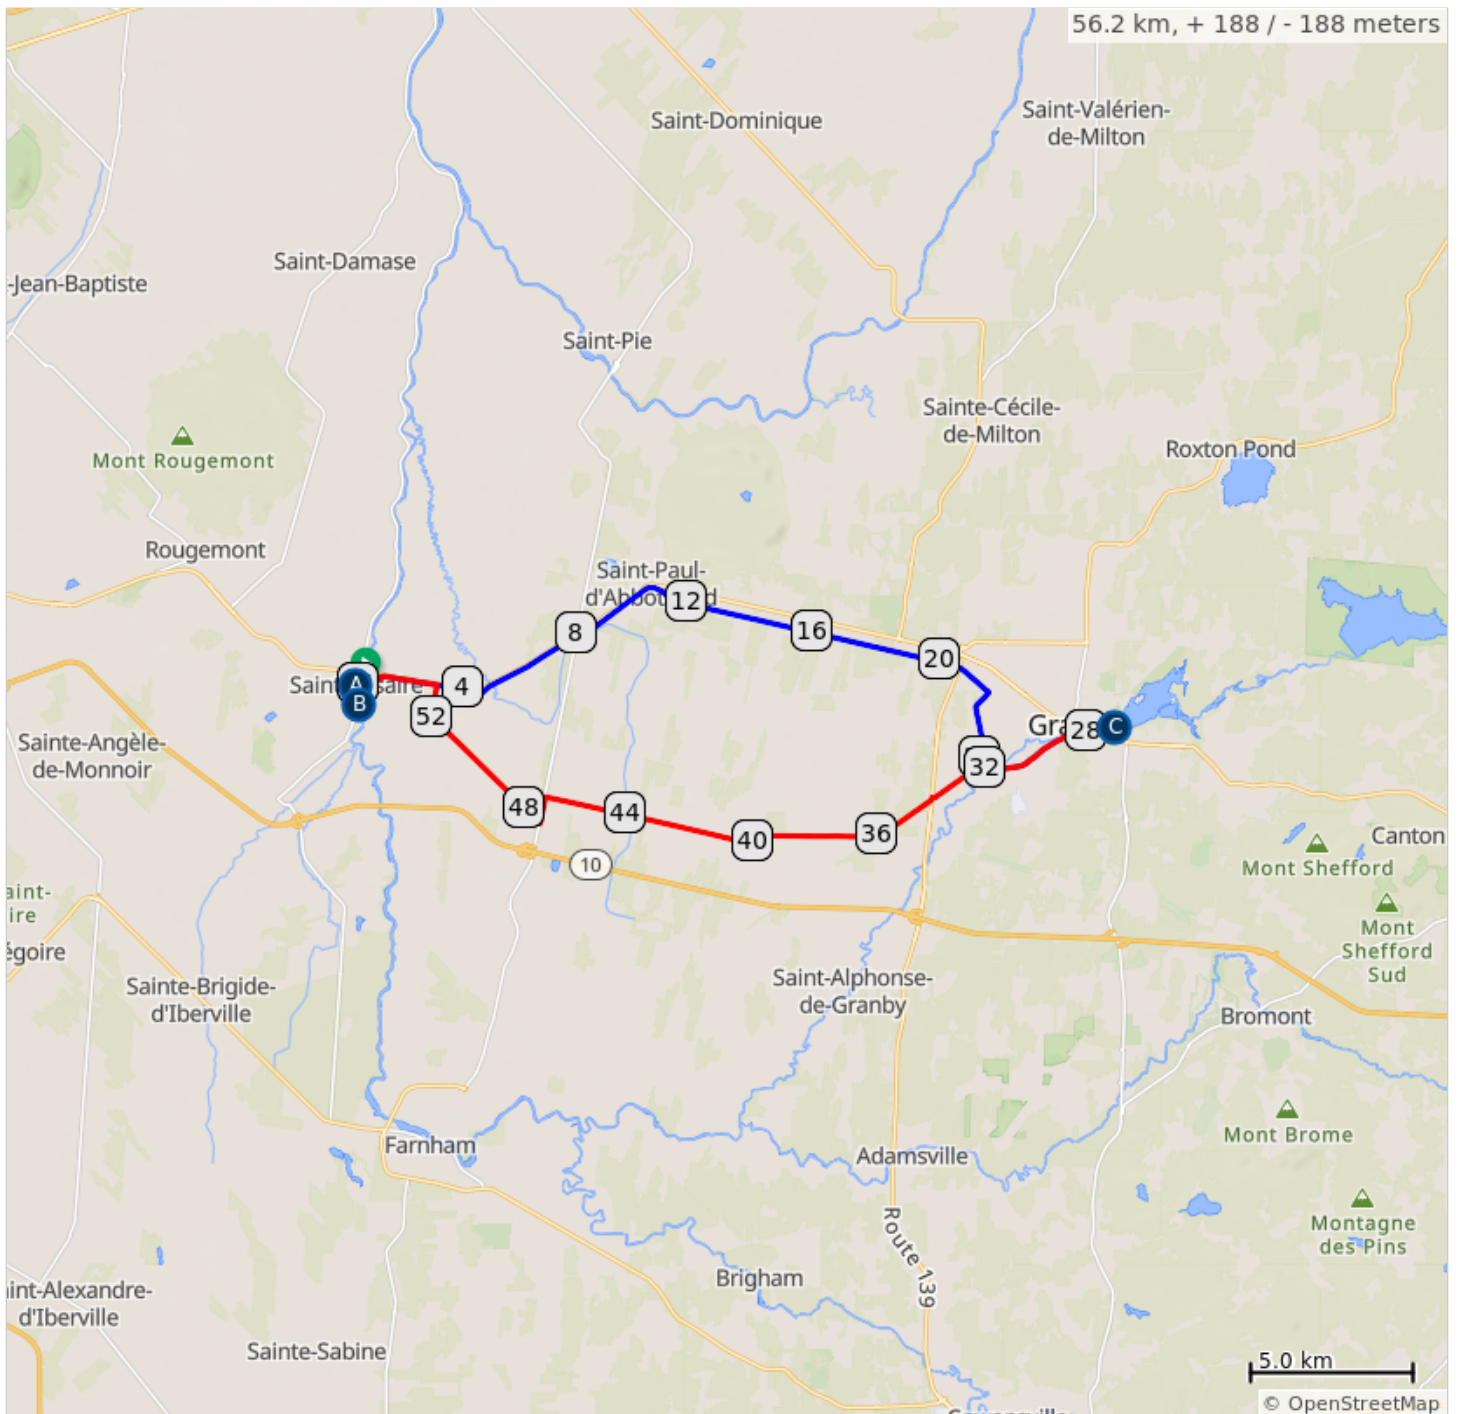 56.2 km, + 188 / - 188 meters
Saint-Valérien-
de-Milton
Saint-Dominique
Saint-Damase
-Jean-Baptiste
Saint-Pie
Sainte-Cécile-
de-Milton
Roxton Pond
Mont Rougemont
Rougemont
Saint-Paul-
12
8
16
20
4
A
B
52
28
C
32
Sainte-Angèle-
de-Monnoir
48
44
40
36
10
Canton
Mont Shefford
Mont
Shefford
Sud
aint-
ire
égoire
Saint-Alphonse-
de-Granby
Sainte-Brigide-
d'Iberville
Bromont
Mont Brome
Farnham
Adamsville
Route 139
Montagne
des Pins
Brigham
int-Alexandre-
d'Iberville
Sainte-Sabine
5.0 km
© OpenStreetMap